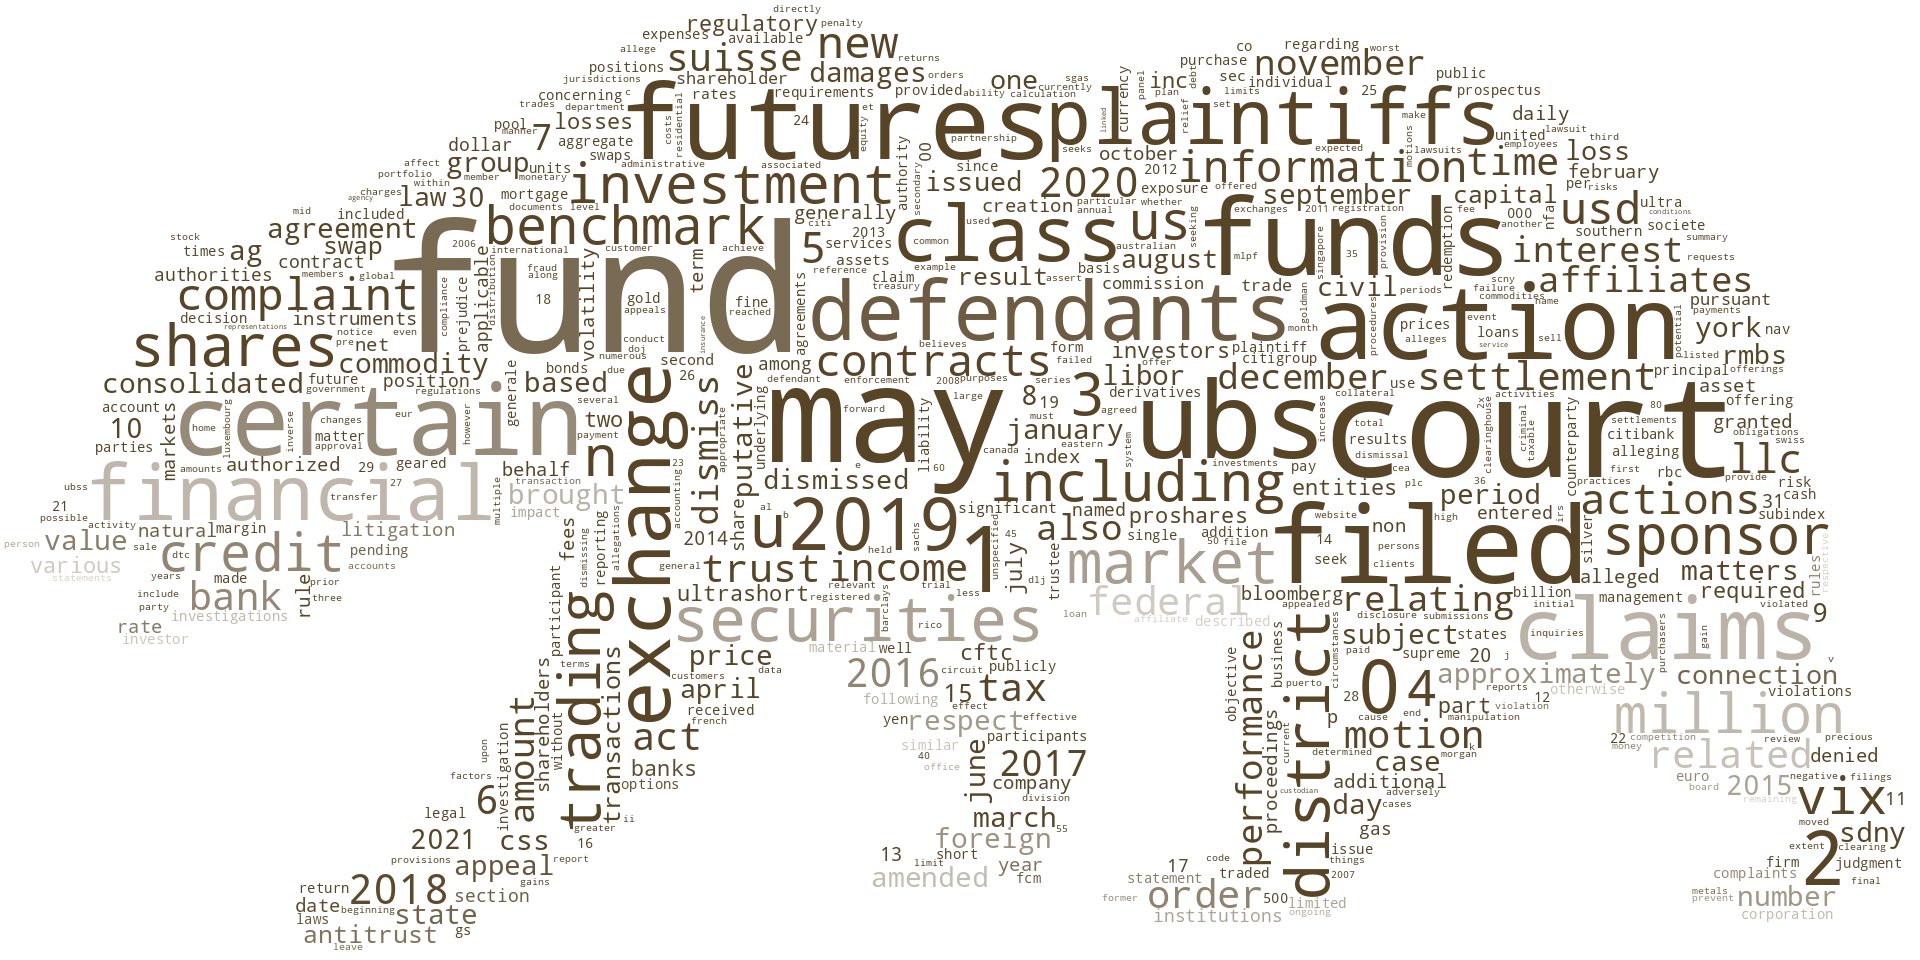 directly
regulatory penalty
expenses available new
allege suisse returns
co regarding worst
positions shareholder damages orders one sgas purchase sec november
jurisdictions rates requirements provided ability calculation currently inc individual public
concerning c futures plaintiffs prospectus
trades department residential costs 24 et equity partnership linked currency panel plan debt relief limits set 25 daily
pool 7 losses manner aggregate swaps administrative associated authority 00 since seeks october 2012 make motions expected united lawsuit third employees
dollar group units investment issued 2020 information time lawsuits loss
affect member monetary mortgage secondary creation exposure offered september capital february per risks
portfolio within charges law 30 documents level generally particular annual whether exchanges 2011 registration fee 000 nfa ultra conditions
agency mid included benchmark citi 2013 used class us funds another usd societe
stock agreement 2006 international customer achieve 5 services common australian seeking singapore 35 provision redemption southern summary
times ag swap applicable fraud along volatility term assets example august mlpf interest requests
authorities contract members global fund reference claim result assert basis commission trade civil periods scny failure affiliates
complaint distribution compliance 18 gold appeals fine reached treasury agreements defendants goldman month procedures action commodities name pursuant payments
decision instruments prejudice conduct doj insurance believes form investors plaintiff prices event loans sell potential york nav
representations notice even pre net numerous due second among contracts failed offer citigroup alleges service plisted rmbs
shares commodity generale bonds 26 defendant enforcement 2008 purposes series libor december use settlement principal offerings
consolidated future government position regulations based several dismiss putative forward large 3 derivatives collateral activities asset
certain account changes eur luxembourg inverse however two exchange appropriate underlying may 8 19 must agreed increase ubs court total 2x clearinghouse criminal taxable 80 offering obligations
home 10 matter approval payment liability january eastern system results counterparty settlements citibank granted swiss
parties markets amounts authorized 29 geared behalf n 23 accounting dismissed e 60 canada index investments dismissal cea alleging llc
financial 27 multiple transaction brought including pay plc 36 practices first rbc provide
ubss 21 transfer impact significant entities period actions 31 risk cash
possible activity natural margin litigation fees reporting allegations 2014 share al b u 2019 1 named proshares website high irs entered subindex
person value sale dtc credit pending dismissing general held sachs unspecified 45 also single addition 50 file 14 non persons silver sponsor
various accounts trust income july market seek clients filed
statements years made prior relevant trial dlj trustee alleged matters rules respective
include bank rule three participant ultrashort registered less bloomberg relating billion management required
party investigations trading barclays rico securities loan federal appealed disclosure submissions initial violated 9
rate investor affiliate described subject states inquiries claims
terms transactions price material well cftc circuit publicly district circumstances paid supreme 20 j purchasers gain v
shareholders customers data 2016 tax objective performance business puerto approximately connection
april following 15 28 0 4 reports otherwise violations
amount without received french yen effect effective respect p cause end part 12 violation million
upon investigation act similar participants proceedings current motion manipulation 22 competition review precious
factors banks 40 office june 2017 determined case k morgan money related denied
6 options company additional adversely euro board 2015 negative filings
legal division custodian day cases remaining vix 11
2021 css greater ii march 55 gas moved sdny
provisions appeal 16 report 13 short foreign year issue things extent clearing
2018 section gains limit fcm amended 17 code traded 2007 firm judgment
return date beginning statement complaints final
laws state former order 500 limited metals prevent 2 number
antitrust gs institutions ongoing corporation
leave